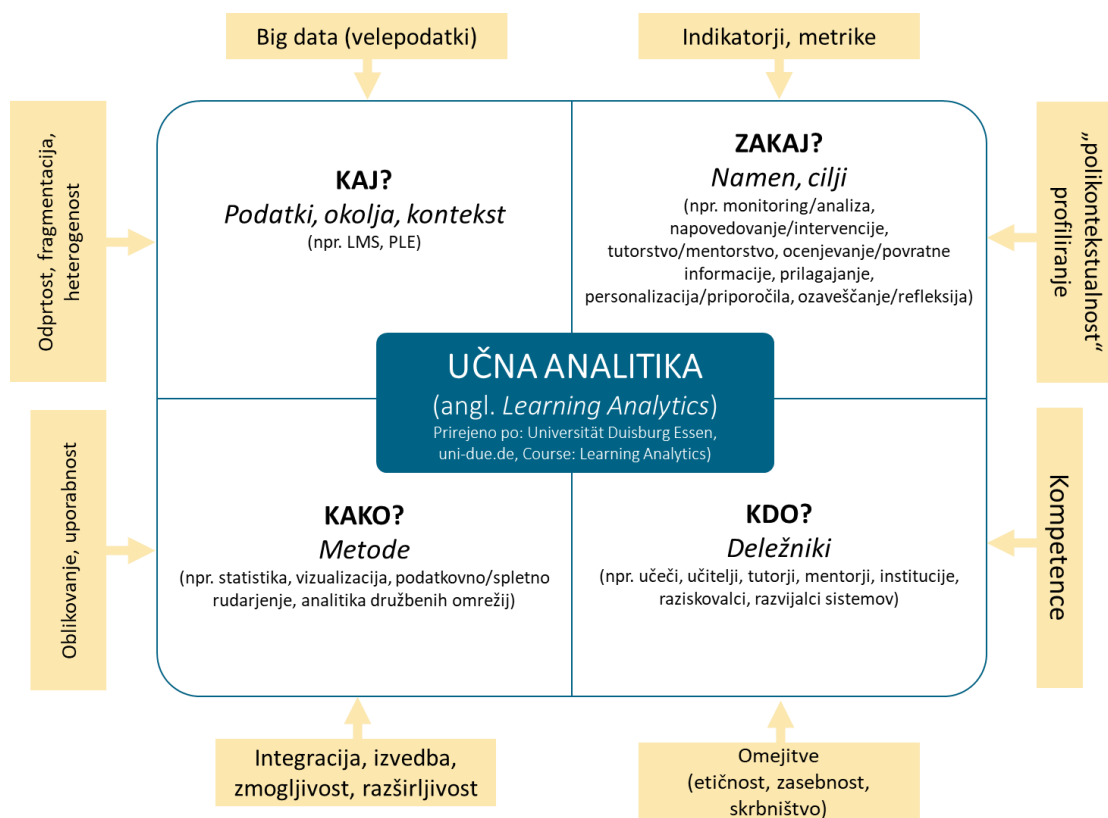 Big data (velepodatki)
Indikatorji, metrike
Odprtost, fragmentacija,
heterogenost
KAJ?
Podatki, okolja, kontekst
(npr. LMS, PLE)
ZAKAJ?
Namen, cilji
(npr. monitoring/analiza,
napovedovanje/intervencije,
tutorstvo/mentorstvo, ocenjevanje/povratne
informacije, prilagajanje,
personalizacija/priporočila, ozaveščanje/refleksija)
„polikontekstualnost“
profiliranje
UČNA ANALITIKA
(angl. Learning Analytics)
Prirejeno po: Universität Duisburg Essen,
uni-due.de, Course: Learning Analytics)
Oblikovanje, uporabnost
KAKO?
Metode
(npr. statistika, vizualizacija, podatkovno/spletno
rudarjenje, analitika družbenih omrežij)
KDO?
Deležniki
(npr. učeči, učitelji, tutorji, mentorji, institucije,
raziskovalci, razvijalci sistemov)
Kompetence
Integracija, izvedba,
zmogljivost, razširljivost
Omejitve
(etičnost, zasebnost,
skrbništvo)